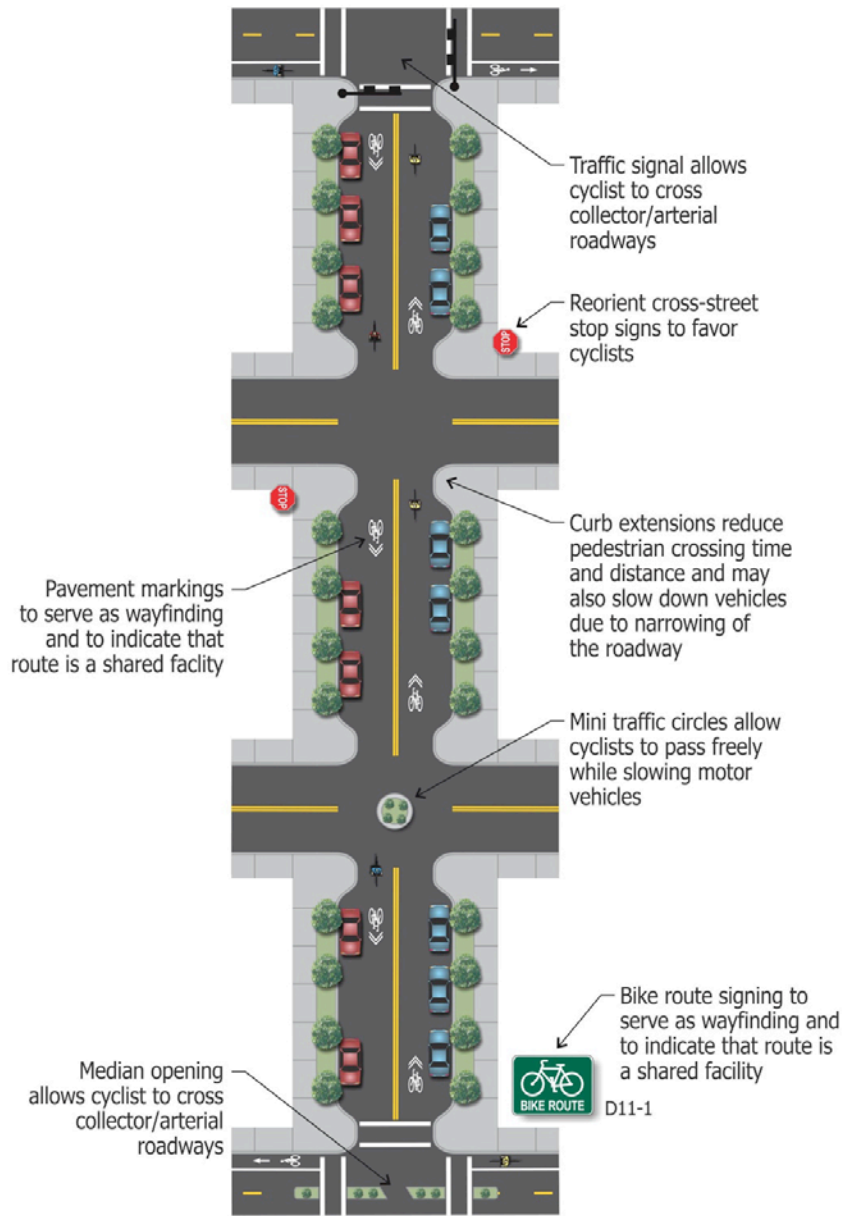 Traffic signal allows
cyclist to cross
collector/arterial
roadways
Reorient cross-street
stop signs to favor
cyclists
STOP
STOP
Curb extensions reduce
pedestrian crossing time
and distance and may
also slow down vehicles
due to narrowing of
the roadway
Pavement markings
to serve as wayfinding
and to indicate that
route is a shared faclity
Mini traffic circles allow
cyclists to pass freely
while slowing motor
vehicles
Bike route signing to
serve as wayfinding and
to indicate that route is
a shared facility
BIKE ROUTE
D11-1
Median opening
allows cyclist to cross
collector/arterial
roadways